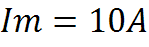 Im = 10A